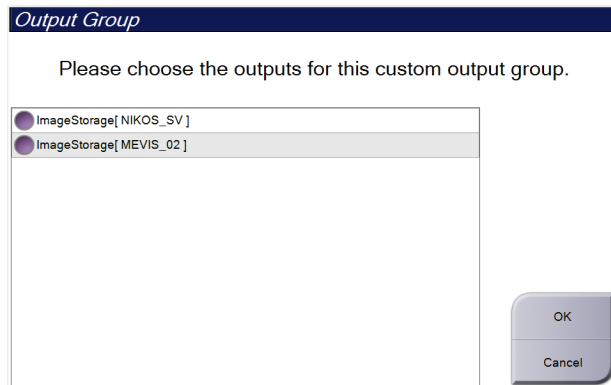 Output Group
Please choose the outputs for this custom output group.
ImageStorage[ NIKOS_SV ]
ImageStorage[ MEVIS_02 ]
OK
Cancel